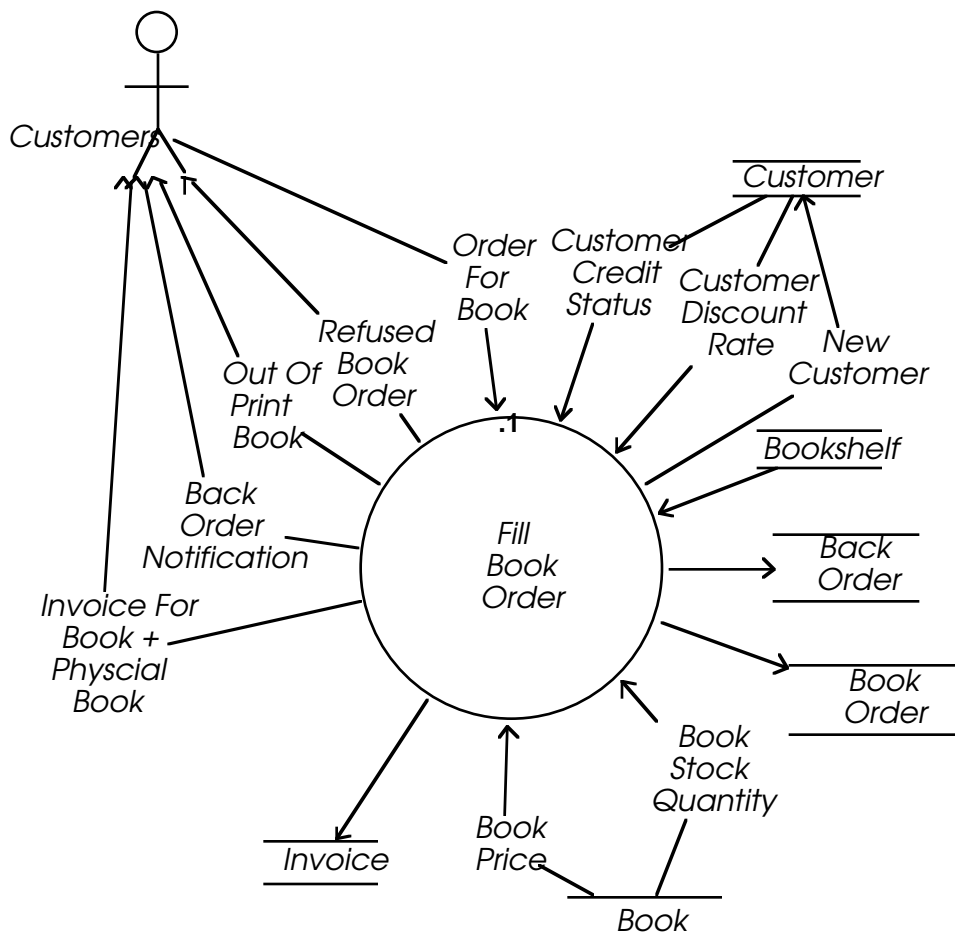 Customers
Customer
Order
For
Book
Customer
Credit
Status
Customer
Discount
Rate
New
Customer
Refused
Book
Order
Out Of
Print
Book
.1
Bookshelf
Back
Order
Notification
Fill
Book
Order
Back
Order
Invoice For
Book +
Physcial
Book
Book
Order
Book
Stock
Quantity
Book
Price
Invoice
Book